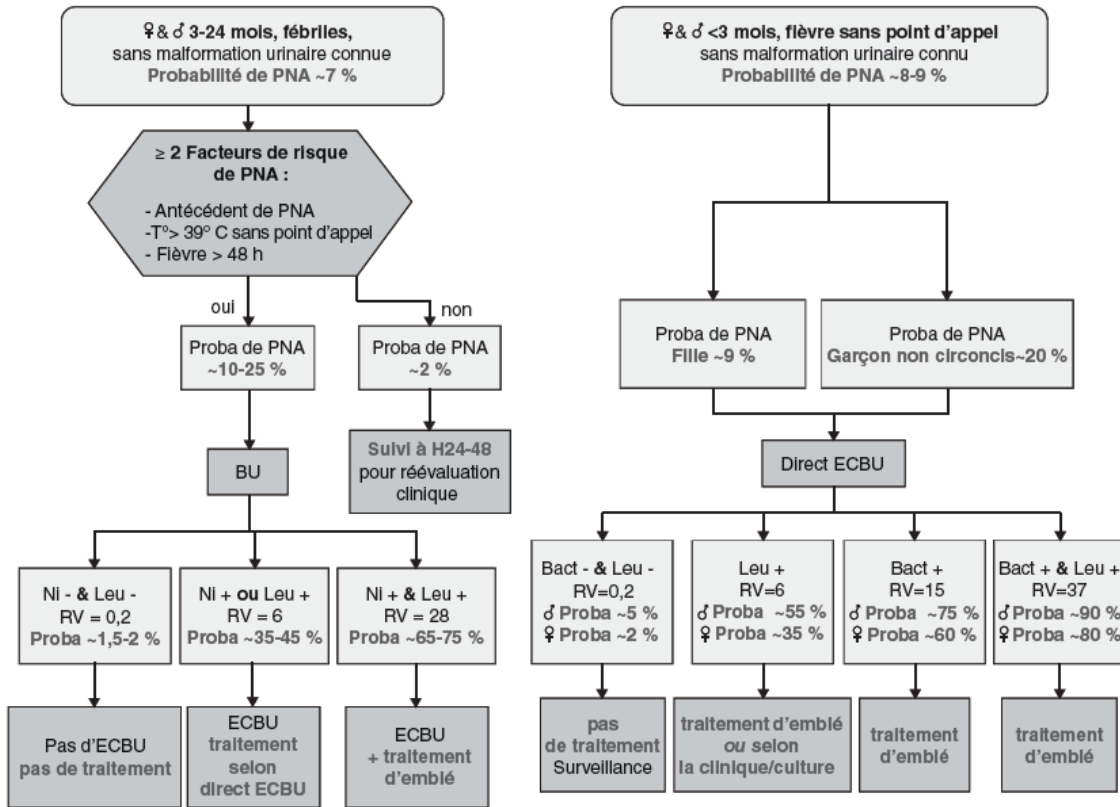 ♀& ♂ 3-24 mois, fébriles,
sans malformation urinaire connue
Probabilité de PNA ~7 %
≥ 2 Facteurs de risque
de PNA :
- Antécédent de PNA
-T°> 39° C sans point d'appel
- Fièvre > 48 h
oui
non
Proba de PNA
~10-25 %
Proba de PNA
~2 %
BU
Suivi à H24-48
pour réévaluation
clinique
Ni - & Leu -
RV = 0,2
Proba ~1,5-2 %
Ni + ou Leu +
RV = 6
Proba ~35-45 %
Ni + & Leu +
RV = 28
Proba ~65-75 %
Pas d'ECBU
pas de traitement
ECBU
traitement
selon
direct ECBU
ECBU
+ traitement
d'emblé
♀& ♂ <3 mois, fièvre sans point d'appel
sans malformation urinaire connu
Probabilité de PNA ~8-9 %
Proba de PNA
Fille ~9 %
Proba de PNA
Garçon non circoncis~20 %
Direct ECBU
Bact - & Leu -
RV=0,2
♂ Proba ~5 %
♀ Proba ~2 %
Leu +
RV=6
♂ Proba ~55 %
♀ Proba ~35 %
Bact +
RV=15
♂ Proba ~75 %
♀ Proba ~60 %
Bact + & Leu +
RV=37
♂ Proba ~90 %
♀ Proba ~80 %
pas
de traitement
Surveillance
traitement d'emblé
ou selon
la clinique/culture
traitement
d'emblé
traitement
d'emblé